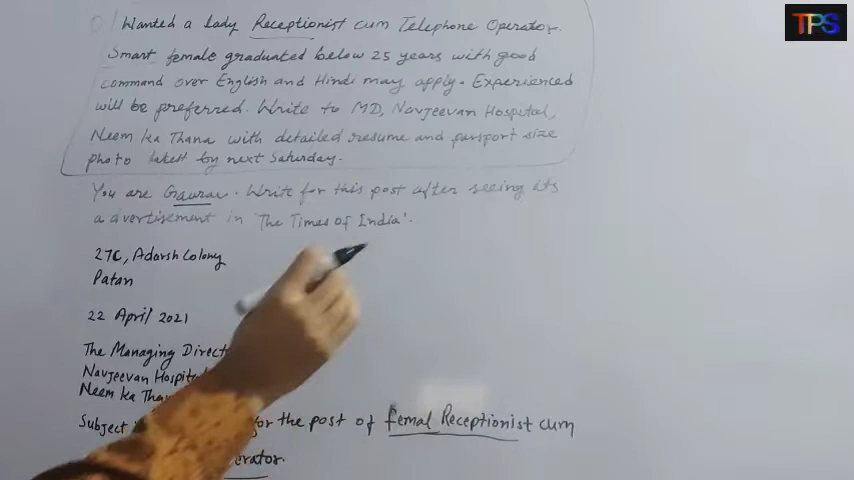 TPS
Wanted a lady Receptionist cum Telephone Operator.
Smart female graduated below 25 years with good
command over English and Hindi may apply. Experienced
will be preferred. Write to MD, Navjeevan Hospital,
Neem Ka Thana with detailed resume and passport size
photo latest by next Saturday.
You are Gaurav. Write for this post after seeing its
advertisement in 'The Times of India'.
27C, Adarsh Colony
Patan
22 April 2021
The Managing Direct
Navjeevan Hospita
Neem Ka Tha
Subject for the post of femal Receptionist cum
erator.